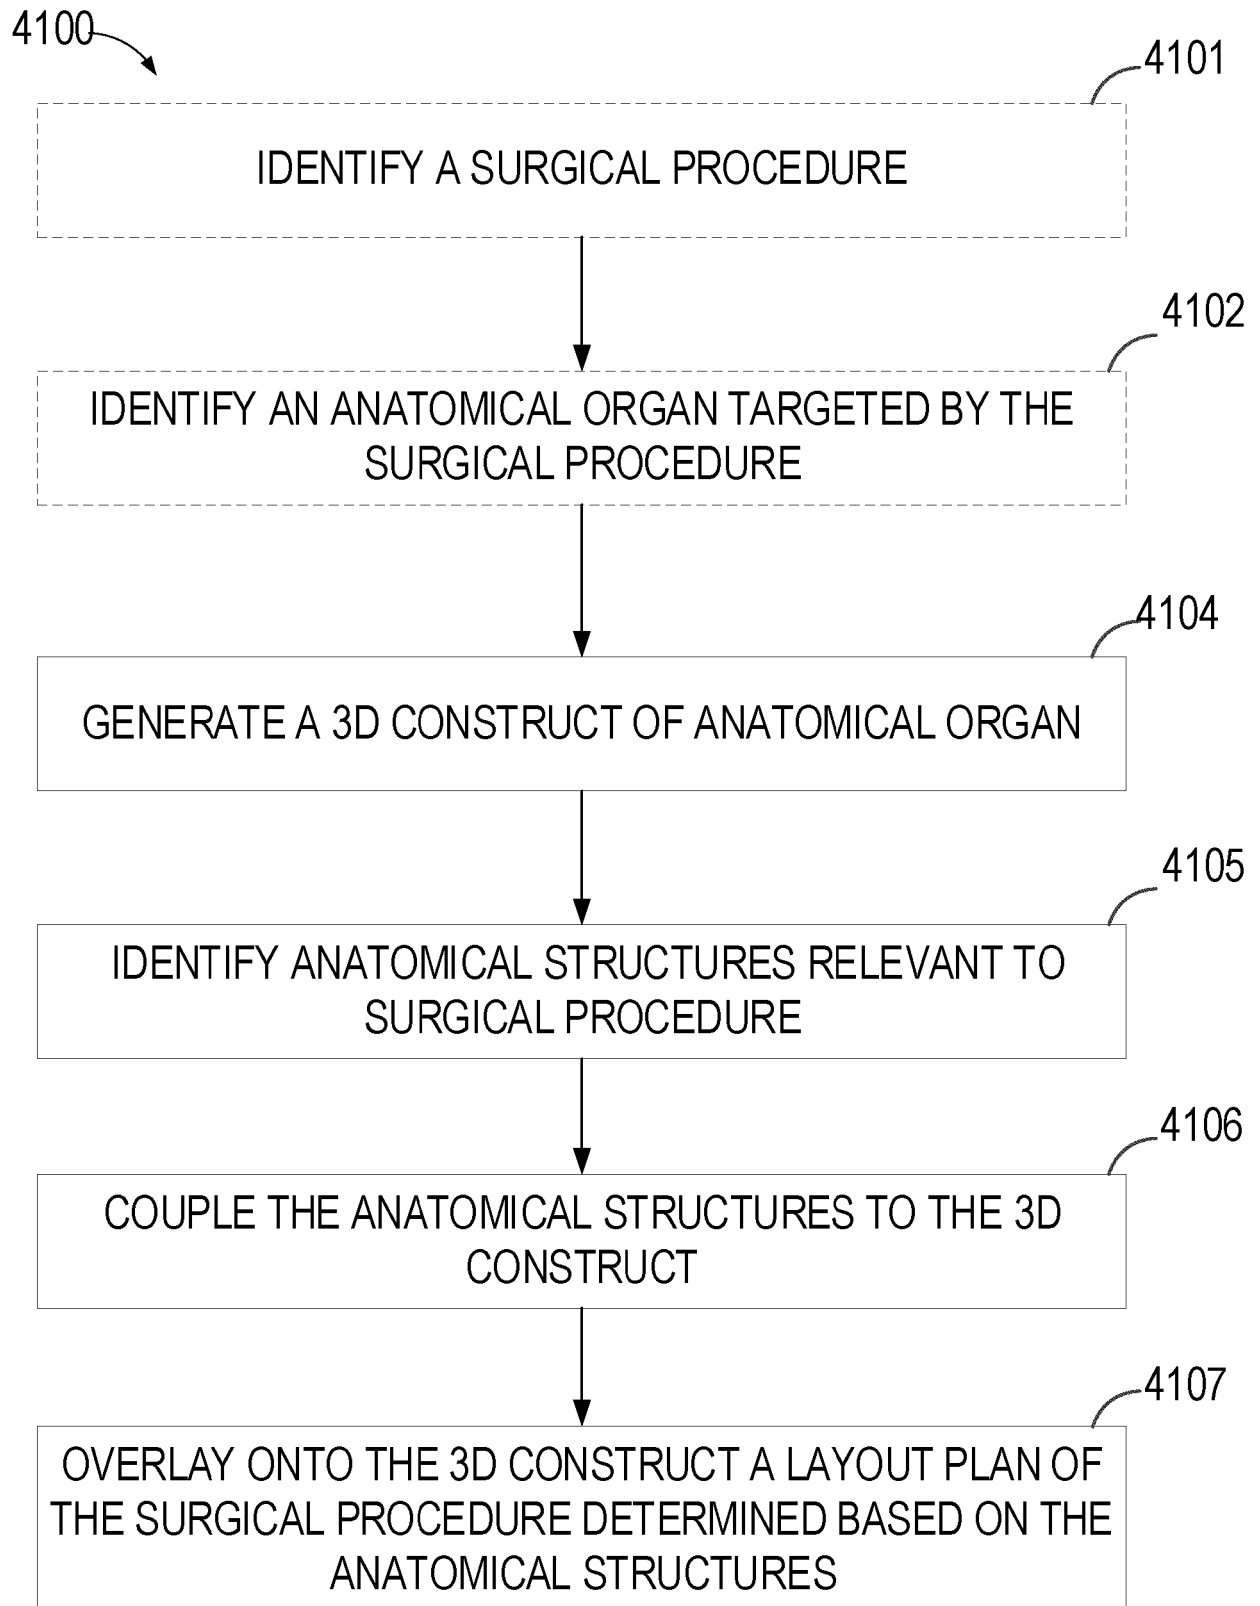 4100
4101
IDENTIFY A SURGICAL PROCEDURE
4102
IDENTIFY AN ANATOMICAL ORGAN TARGETED BY THE
SURGICAL PROCEDURE
4104
GENERATE A 3D CONSTRUCT OF ANATOMICAL ORGAN
4105
IDENTIFY ANATOMICAL STRUCTURES RELEVANT TO
SURGICAL PROCEDURE
4106
COUPLE THE ANATOMICAL STRUCTURES TO THE 3D
CONSTRUCT
4107
OVERLAY ONTO THE 3D CONSTRUCT A LAYOUT PLAN OF
THE SURGICAL PROCEDURE DETERMINED BASED ON THE
ANATOMICAL STRUCTURES